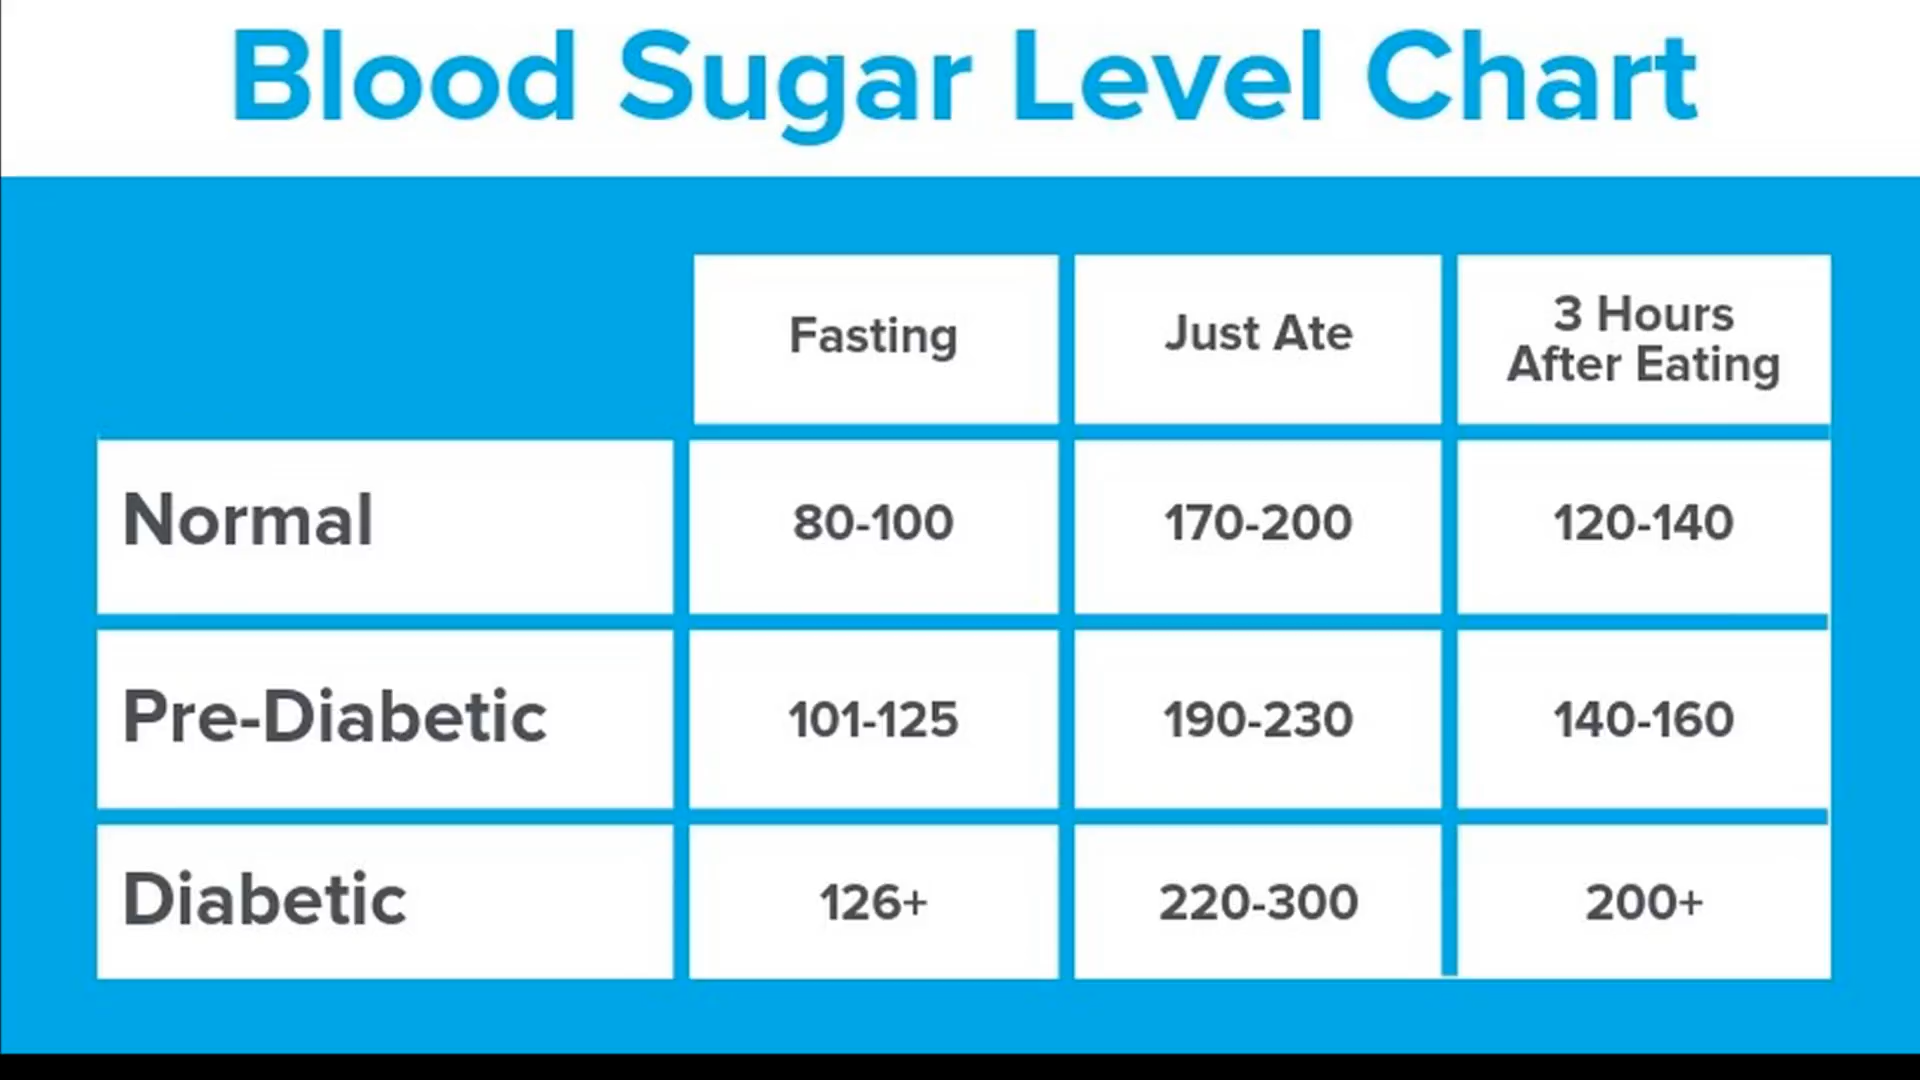 Blood Sugar Level Chart
Fasting
Just Ate
3 Hours
After Eating
Normal
80-100
170-200
120-140
Pre-Diabetic
101-125
190-230
140-160
Diabetic
126+
220-300
200+